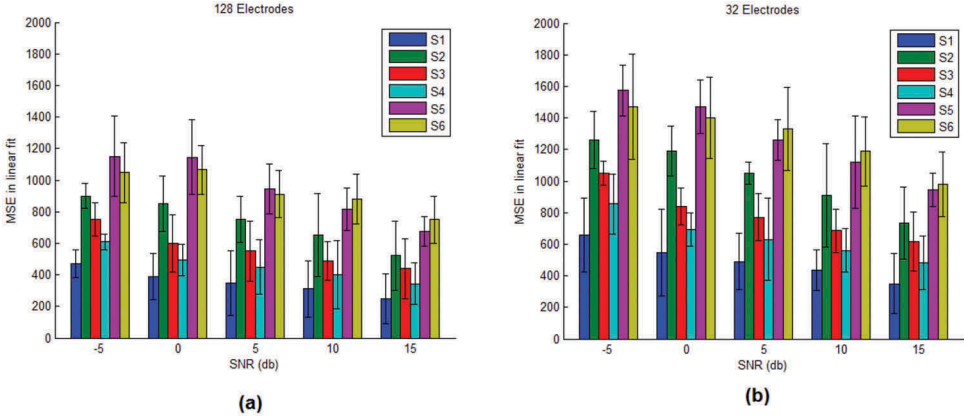 128 Electrodes
2000
1800
1600
1400
1200
1000
800
600
400
200
0
MSE in linear fit
S1
S2
S3
S4
S5
S6
-5 0 5 10 15
SNR (db)
(a)
32 Electrodes
2000
1800
1600
1400
1200
1000
800
600
400
200
0
MSE in linear fit
S1
S2
S3
S4
S5
S6
-5 0 5 10 15
SNR (db)
(b)